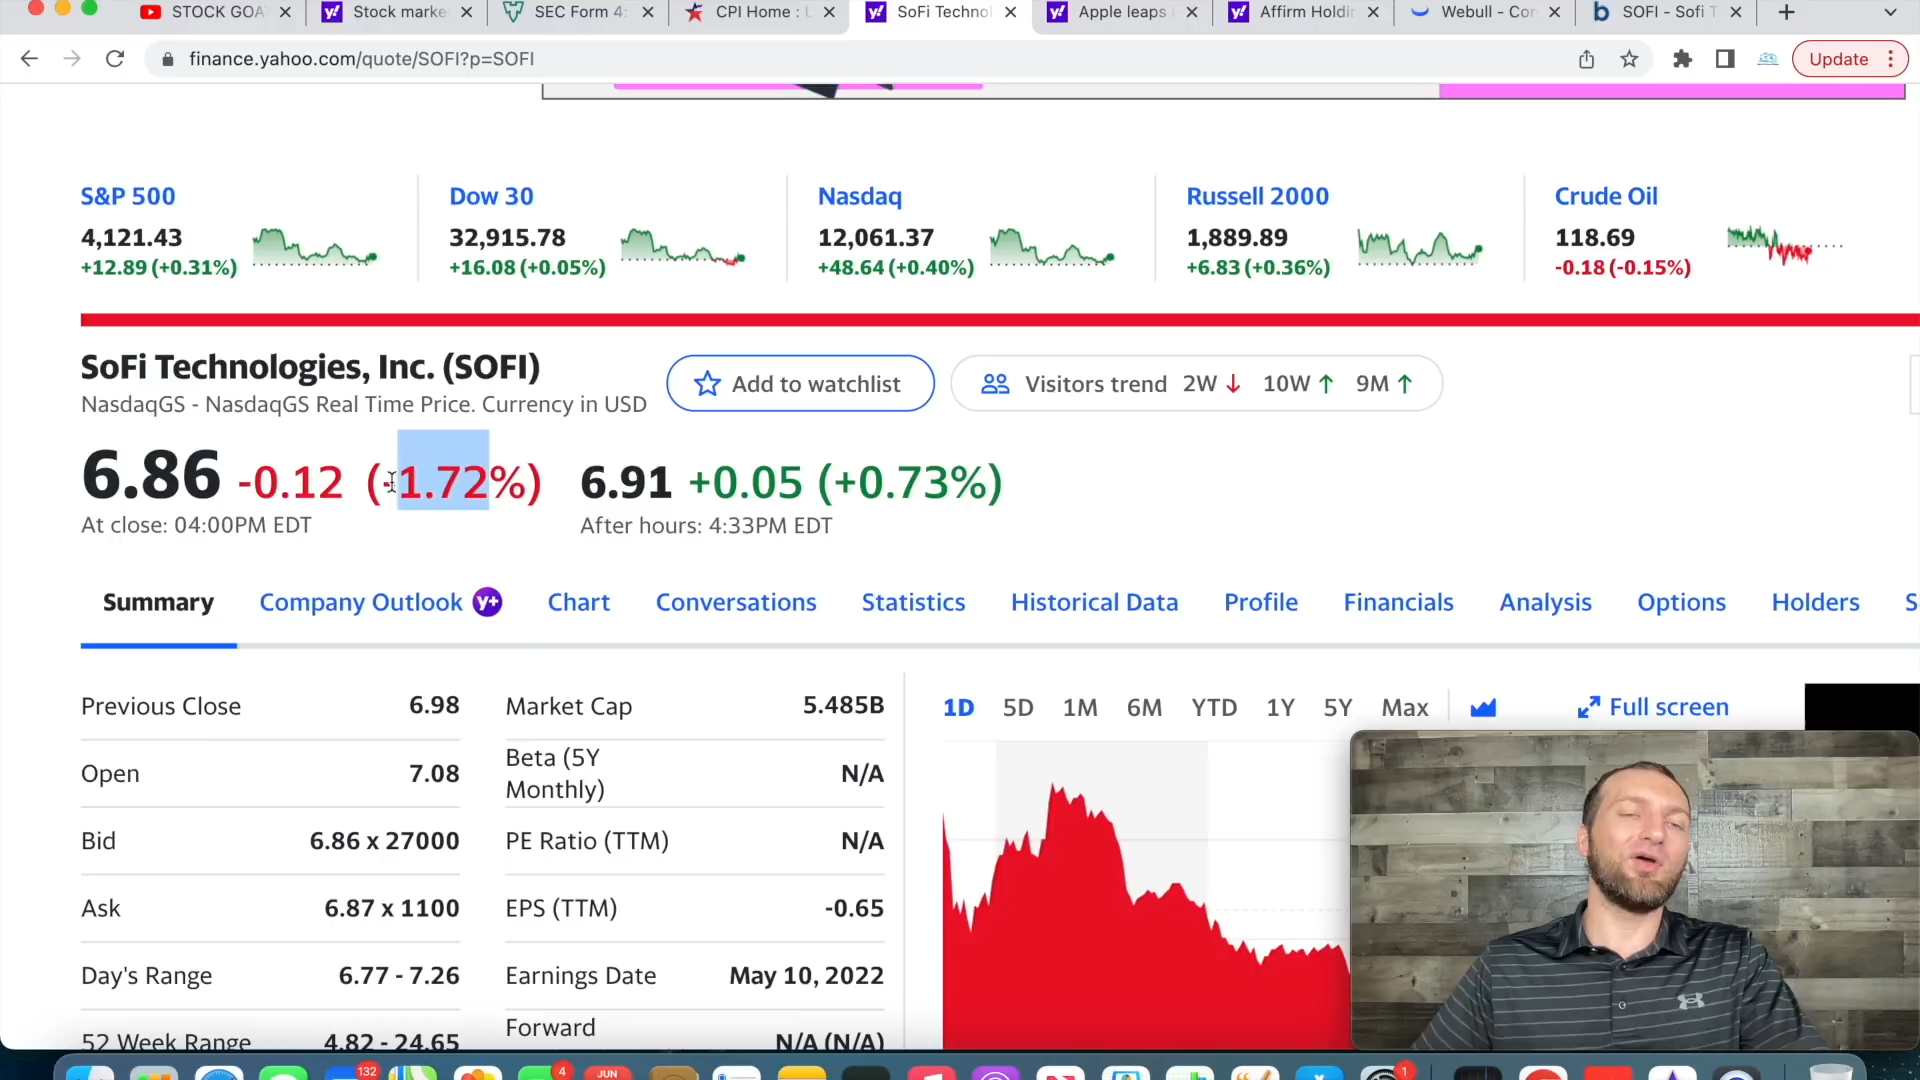 STOCK GOA
Stock marke
SEC Form 4:
CPI Home : U
SoFi Technol
Apple leaps i
Affirm Holdi
Webull - Cor
SOFI - Sofi T
finance.yahoo.com/quote/SOFI?p=SOFI
Update
S&P 500
4,121.43
+12.89 (+0.31%)
Dow 30
32,915.78
+16.08 (+0.05%)
Nasdaq
12,061.37
+48.64 (+0.40%)
Russell 2000
1,889.89
+6.83 (+0.36%)
Crude Oil
118.69
-0.18 (-0.15%)
SoFi Technologies, Inc. (SOFI)
NasdaqGS - NasdaqGS Real Time Price. Currency in USD
Add to watchlist
Visitors trend 2W ↓ 10W ↑ 9M ↑
6.86 -0.12 (-1.72%)
At close: 04:00PM EDT
6.91 +0.05 (+0.73%)
After hours: 4:33PM EDT
Summary
Company Outlook y+
Chart
Conversations
Statistics
Historical Data
Profile
Financials
Analysis
Options
Holders
S
Previous Close 6.98
Open 7.08
Bid 6.86 x 27000
Ask 6.87 x 1100
Day's Range 6.77 - 7.26
52 Week Range 4.82 - 24.65
Market Cap 5.485B
Beta (5Y
Monthly) N/A
PE Ratio (TTM) N/A
EPS (TTM) -0.65
Earnings Date May 10, 2022
Forward
N/A (N/A)
1D 5D 1M 6M YTD 1Y 5Y Max
Full screen
132
4
JUN
1